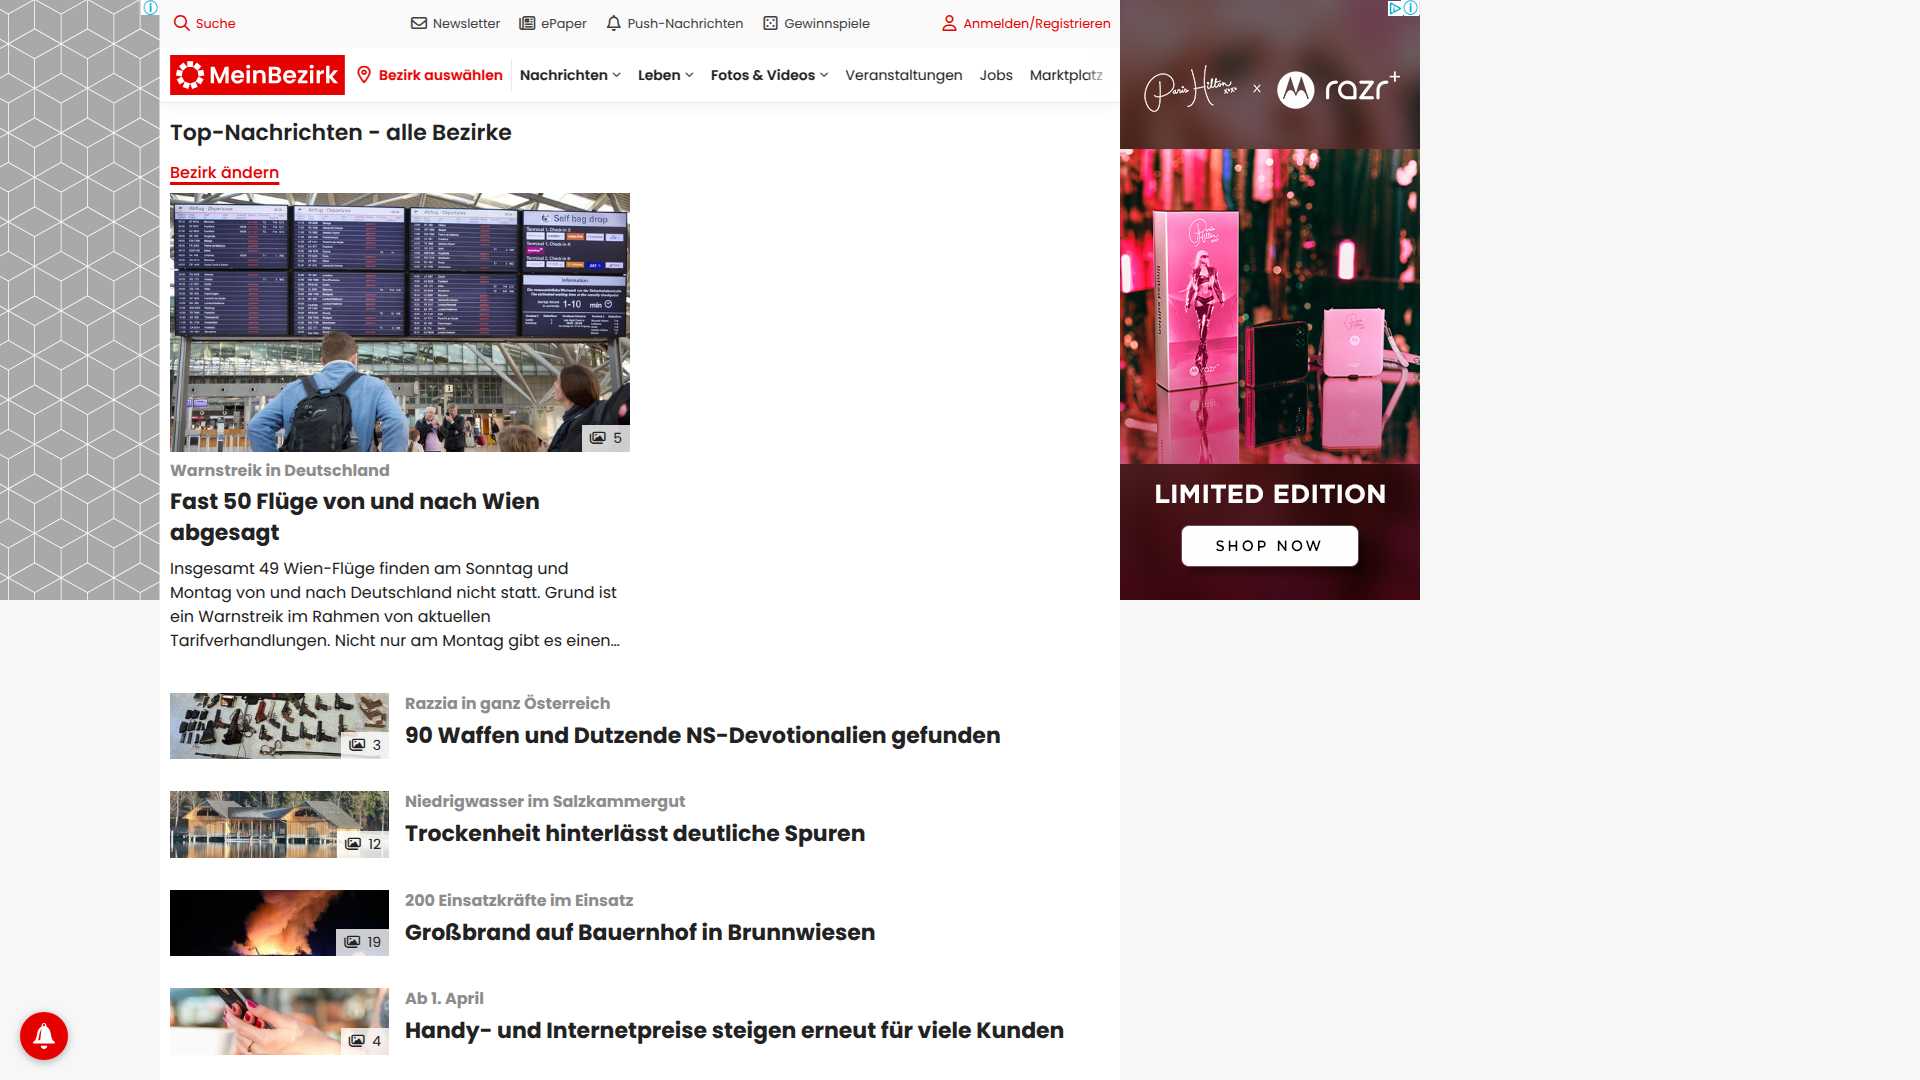 Suche
Newsletter
ePaper
Push-Nachrichten
Gewinnspiele
Anmelden/Registrieren
MeinBezirk
Bezirk auswählen
Nachrichten
Leben
Fotos & Videos
Veranstaltungen
Jobs
Marktplatz
Top-Nachrichten - alle Bezirke
Bezirk ändern
Self bag drop
1-10 min
5
Warnstreik in Deutschland
Fast 50 Flüge von und nach Wien
abgesagt
Insgesamt 49 Wien-Flüge finden am Sonntag und
Montag von und nach Deutschland nicht statt. Grund ist
ein Warnstreik im Rahmen von aktuellen
Tarifverhandlungen. Nicht nur am Montag gibt es einen...
3
Razzia in ganz Österreich
90 Waffen und Dutzende NS-Devotionalien gefunden
12
Niedrigwasser im Salzkammergut
Trockenheit hinterlässt deutliche Spuren
19
200 Einsatzkräfte im Einsatz
Großbrand auf Bauernhof in Brunnwiesen
4
Ab 1. April
Handy- und Internetpreise steigen erneut für viele Kunden
Paris Hilton xoxo x razr+
LIMITED EDITION
SHOP NOW